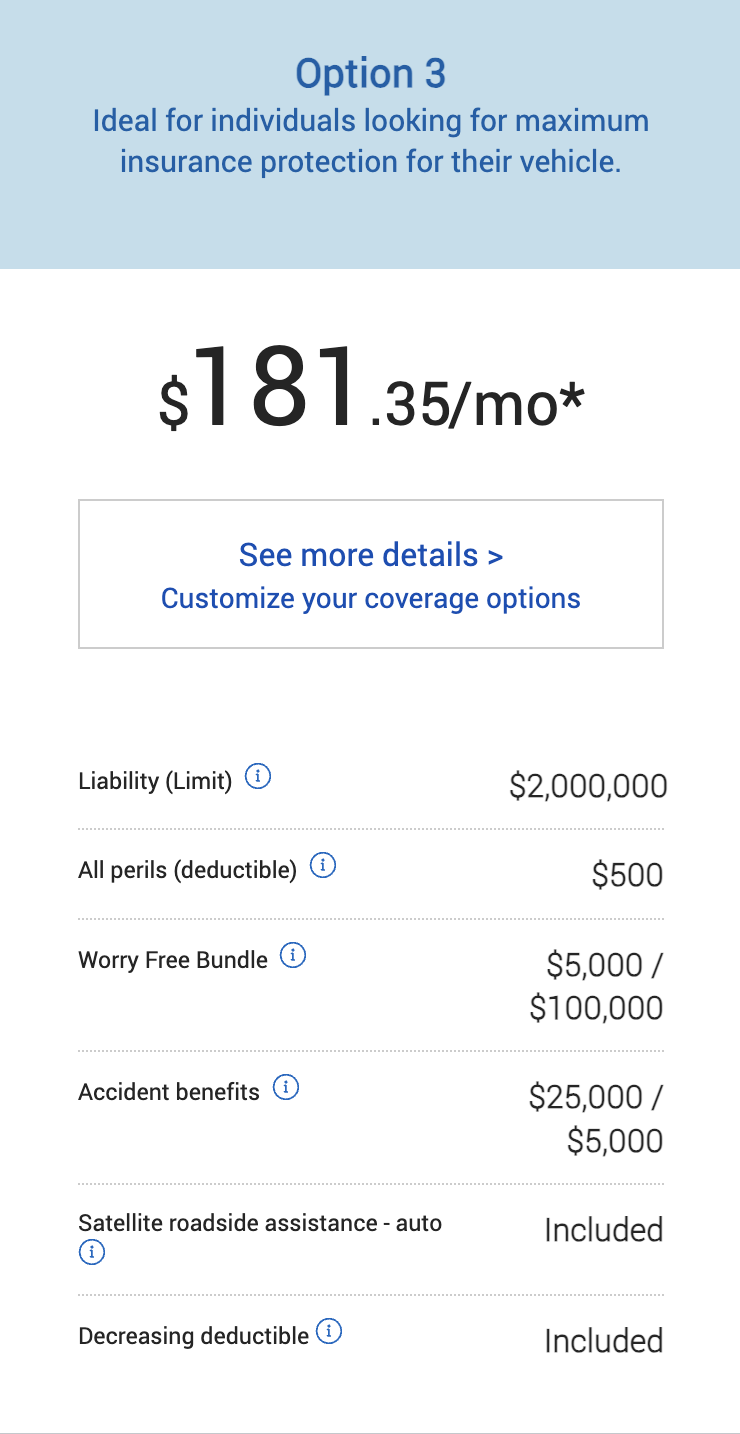 Option 3
Ideal for individuals looking for maximum
insurance protection for their vehicle.
$181.35/mo*
See more details >
Customize your coverage options
Liability (Limit) i $2,000,000
All perils (deductible) i $500
Worry Free Bundle i $5,000 /
$100,000
Accident benefits i $25,000 /
$5,000
Satellite roadside assistance - auto Included
i
Decreasing deductible i Included